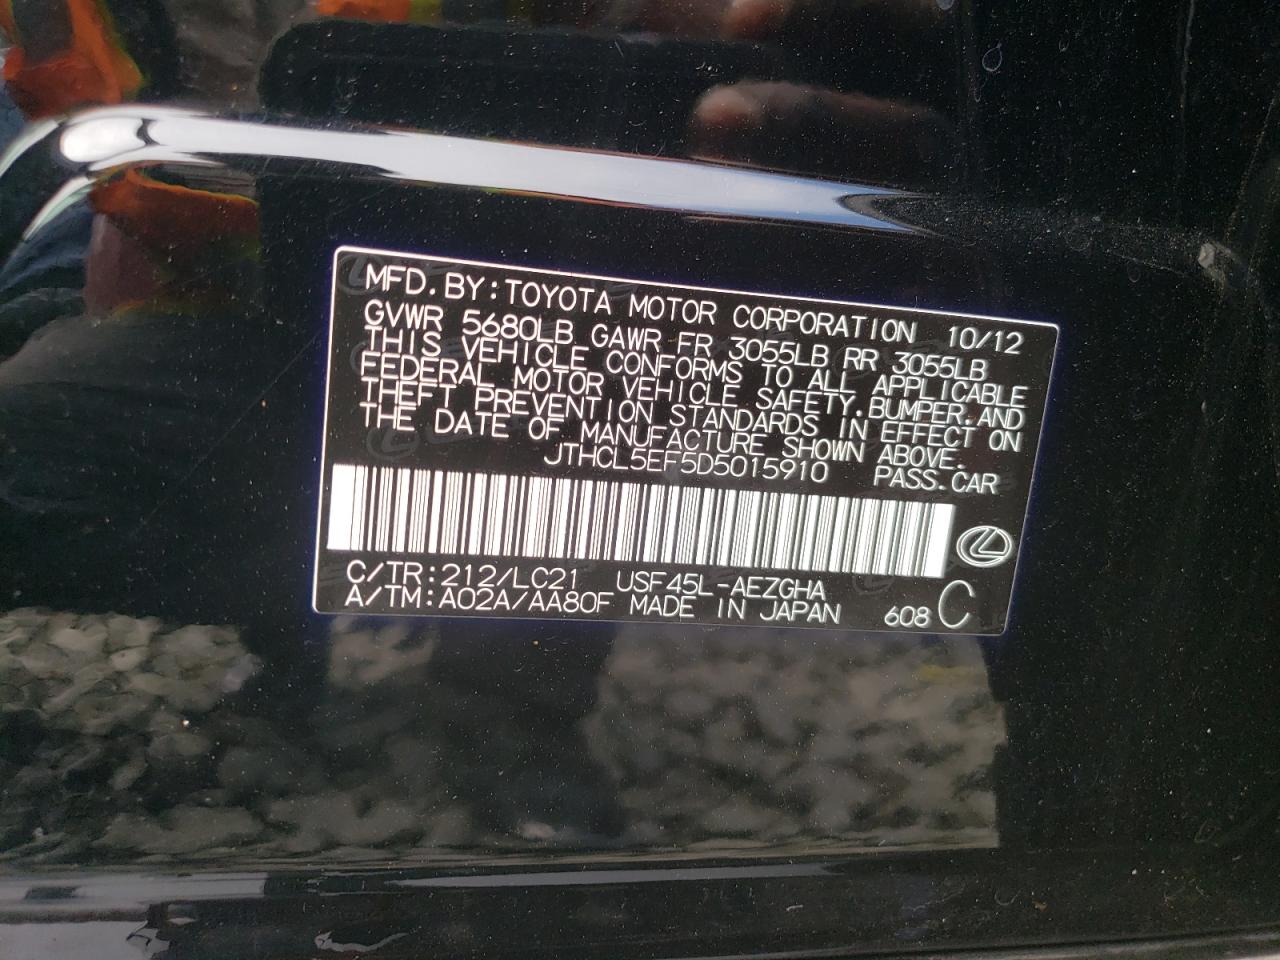 MFD. BY: TOYOTA MOTOR CORPORATION 10/12
GVWR 5680LB GAWR FR 3055LB RR 3055LB
THIS VEHICLE CONFORMS TO ALL APPLICABLE
FEDERAL MOTOR VEHICLE SAFETY, BUMPER, AND
THEFT PREVENTION STANDARDS IN EFFECT ON
THE DATE OF MANUFACTURE SHOWN ABOVE.
JTHCL5EF5D5015910 PASS. CAR
C/TR: 212/LC21 USF45L-AEZGHA
A/TM: A02A/AA80F MADE IN JAPAN 608 C